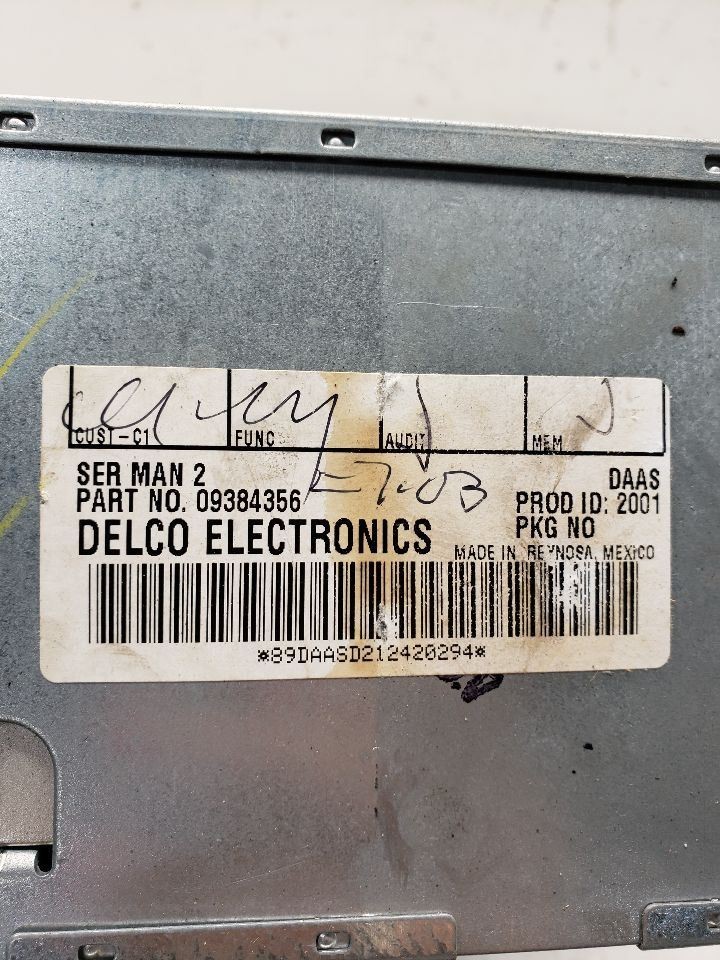 CUST-C1 FUNC AUDIT MEM
SER MAN 2 DAAS
PART NO. 09384356 PROD ID: 2001
PKG NO
DELCO ELECTRONICS MADE IN REYNOSA, MEXICO
*89DAASD212420294*